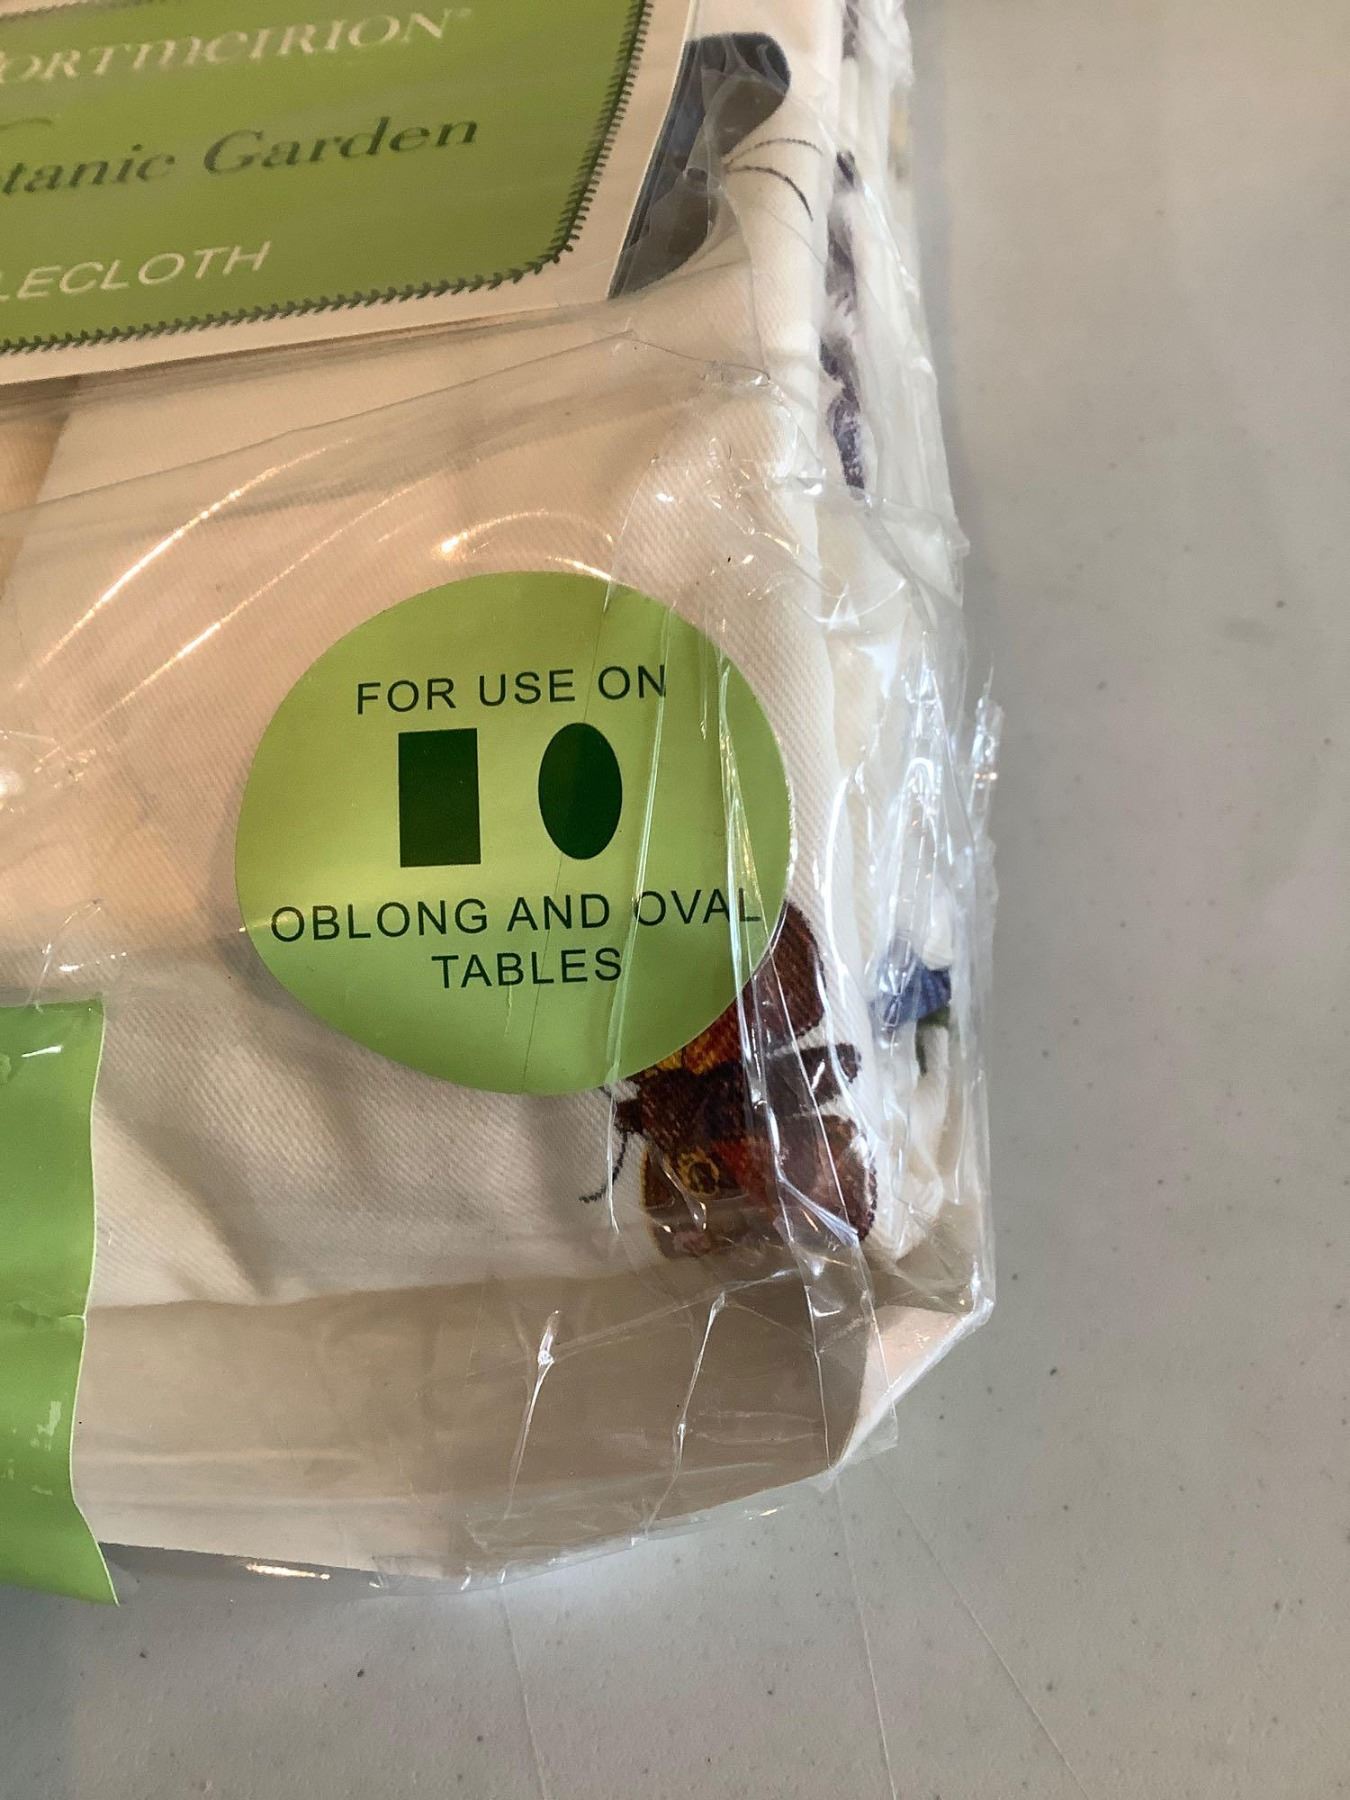 ORTMEIRION®
tanic Garden
LECLOTH
FOR USE ON
OBLONG AND OVAL
TABLES